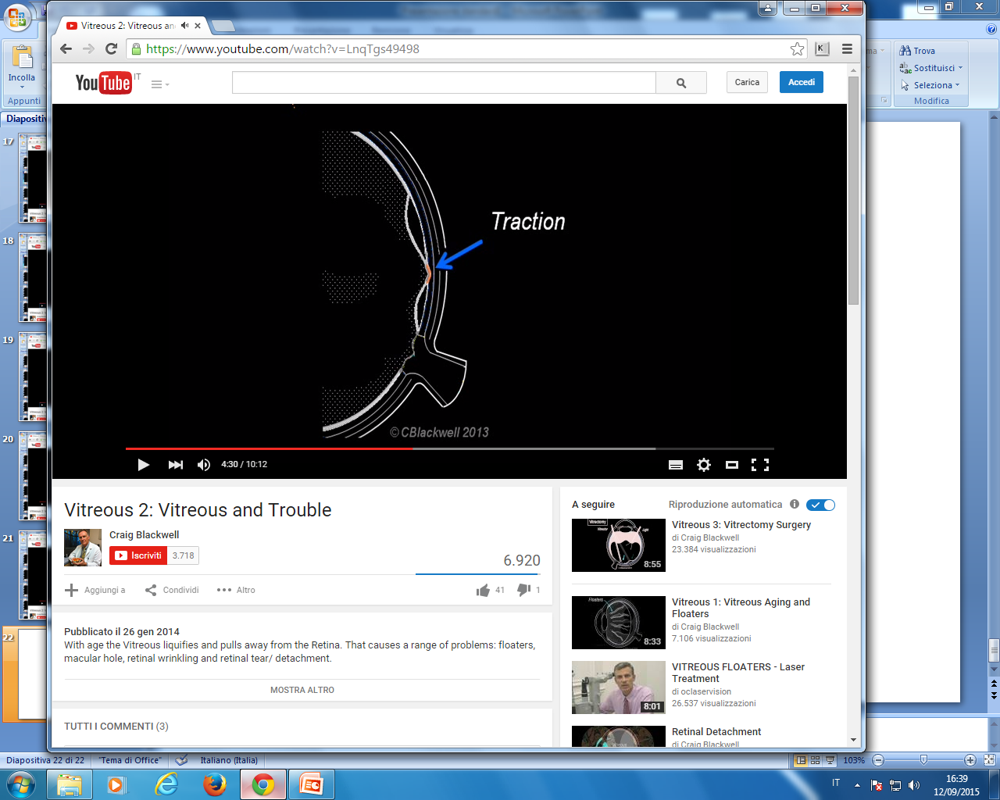 Vitreous 2: Vitreous an
https://www.youtube.com/watch?v=LnqTgs49498
YouTube IT
Carica
Accedi
Incolla
Appunti
Trova
Sostituisci
Seleziona
Modifica
Diapositiv
17
18
19
20
21
22
Traction
© CBlackwell 2013
4:30 / 10:12
Vitreous 2: Vitreous and Trouble
Craig Blackwell
Iscriviti 3.718
6.920
Aggiungi a
Condividi
Altro
41
1
Pubblicato il 26 gen 2014
With age the Vitreous liquifies and pulls away from the Retina. That causes a range of problems: floaters,
macular hole, retinal wrinkling and retinal tear/ detachment.
MOSTRA ALTRO
TUTTI I COMMENTI (3)
A seguire
Riproduzione automatica
Vitreous 3: Vitrectomy Surgery
di Craig Blackwell
23.384 visualizzazioni
8:55
Vitrectomy
Light
Vitreous 1: Vitreous Aging and
Floaters
di Craig Blackwell
7.106 visualizzazioni
8:33
Floaters
VITREOUS FLOATERS - Laser
Treatment
di oclaservision
26.537 visualizzazioni
8:01
Retinal Detachment
di Craig Blackwell
Diapositiva 22 di 22
"Tema di Office"
Italiano (Italia)
103%
IT
16:39
12/09/2015